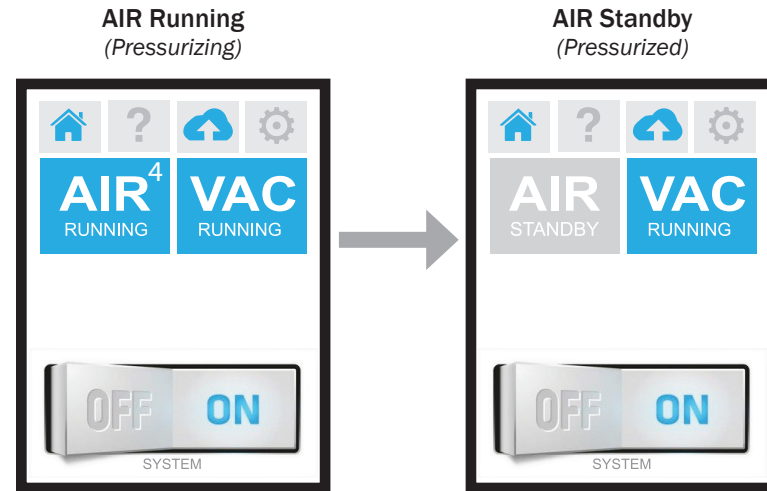 AIR Running
(Pressurizing)
?
AIR4
RUNNING
VAC
RUNNING
OFF
ON
SYSTEM
AIR Standby
(Pressurized)
?
AIR
STANDBY
VAC
RUNNING
OFF
ON
SYSTEM